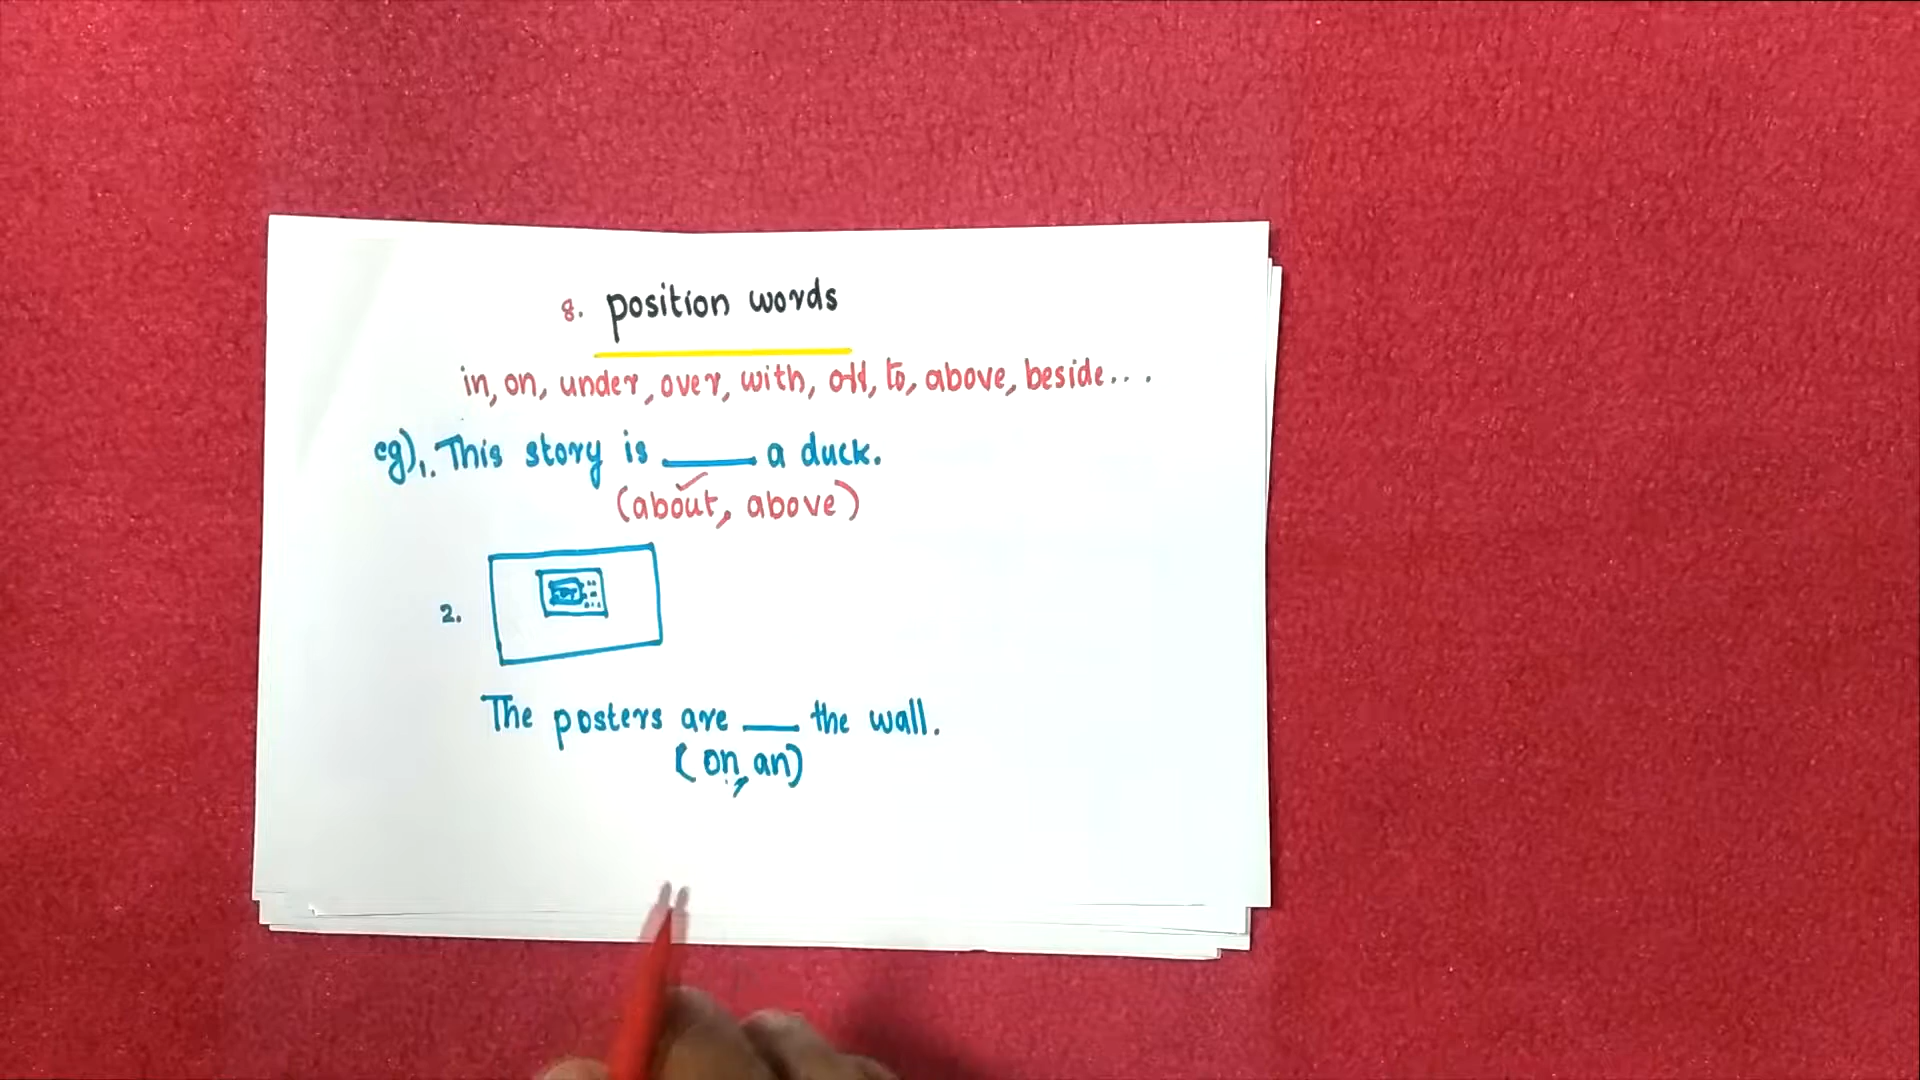 8. position words
in, on, under, over, with, off, to, above, beside...
eg) 1. This story is ____ a duck.
(about, above)
2.
The posters are ___ the wall.
(on, an)